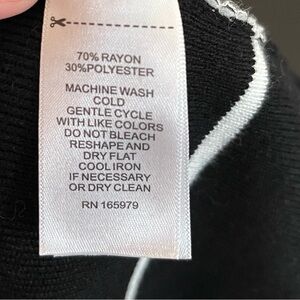 70% RAYON
30%POLYESTER
MACHINE WASH
COLD
GENTLE CYCLE
WITH LIKE COLORS
DO NOT BLEACH
RESHAPE AND
DRY FLAT
COOL IRON
IF NECESSARY
OR DRY CLEAN
RN 165979